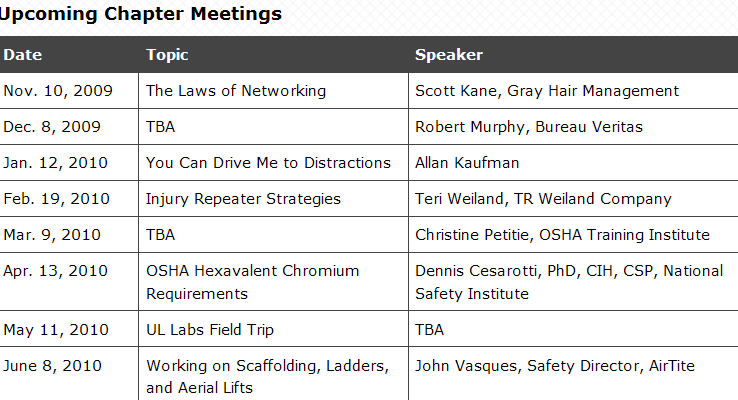 Upcoming Chapter Meetings
Date Topic Speaker
Nov. 10, 2009 The Laws of Networking Scott Kane, Gray Hair Management
Dec. 8, 2009 TBA Robert Murphy, Bureau Veritas
Jan. 12, 2010 You Can Drive Me to Distractions Allan Kaufman
Feb. 19, 2010 Injury Repeater Strategies Teri Weiland, TR Weiland Company
Mar. 9, 2010 TBA Christine Petitie, OSHA Training Institute
Apr. 13, 2010 OSHA Hexavalent Chromium Dennis Cesarotti, PhD, CIH, CSP, National
Requirements Safety Institute
May 11, 2010 UL Labs Field Trip TBA
June 8, 2010 Working on Scaffolding, Ladders, John Vasques, Safety Director, AirTite
and Aerial Lifts